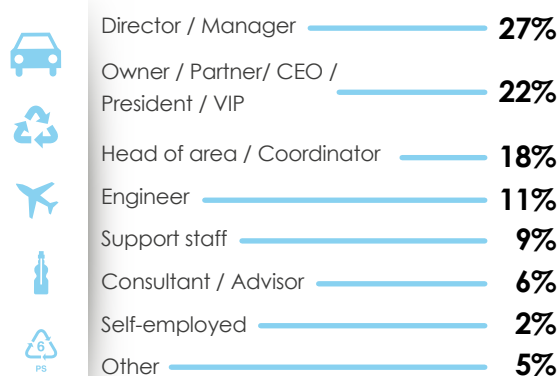 Director / Manager 27%
Owner / Partner/ CEO /
President / VIP 22%
Head of area / Coordinator 18%
Engineer 11%
Support staff 9%
Consultant / Advisor 6%
Self-employed 2%
6
PS
Other 5%